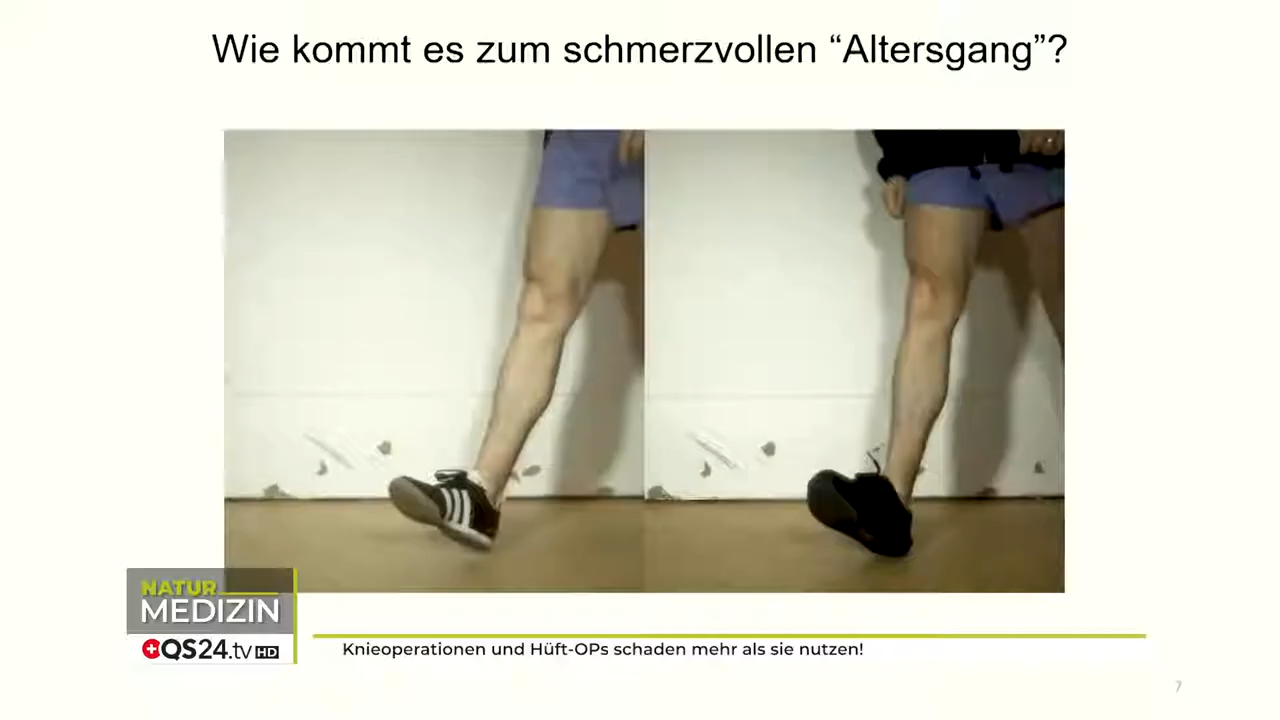 Wie kommt es zum schmerzvollen “Altersgang”?
NATUR
MEDIZIN
QS24.tv HD
Knieoperationen und Hüft-OPs schaden mehr als sie nutzen!
7